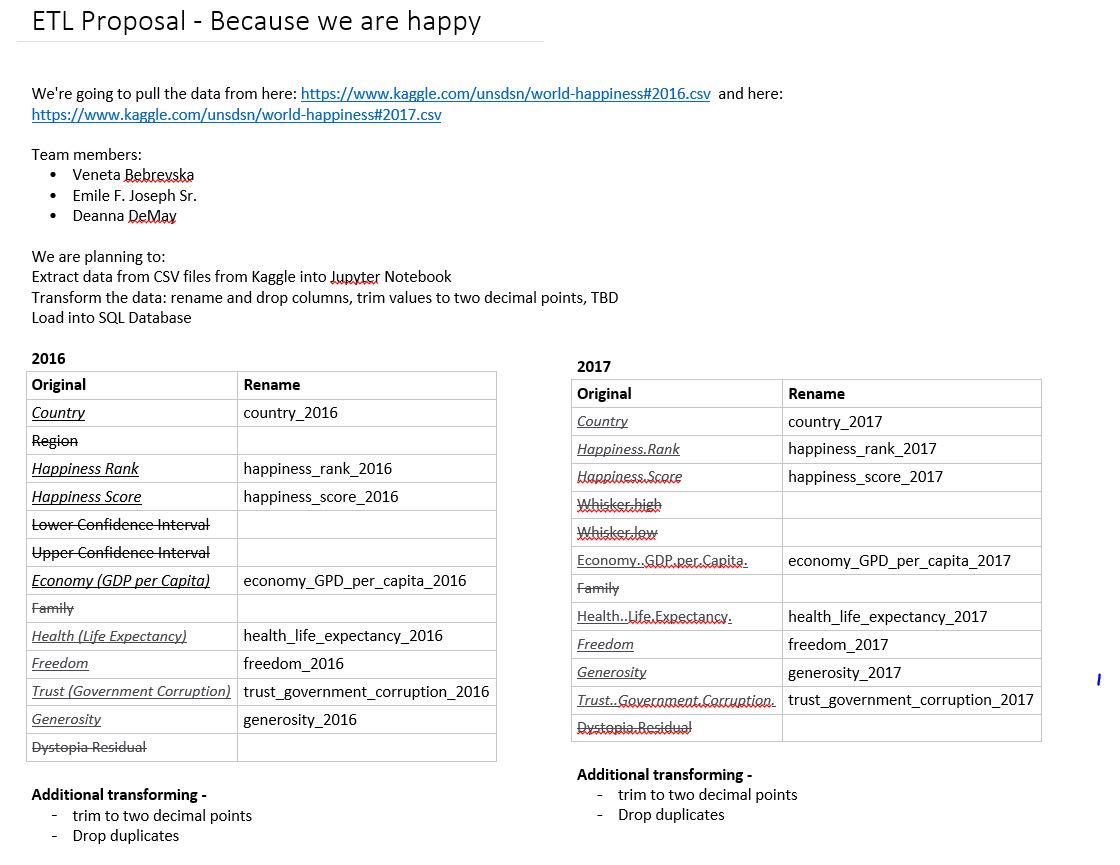 ETL Proposal - Because we are happy
We're going to pull the data from here: https://www.kaggle.com/unsdsn/world-happiness#2016.csv and here:
https://www.kaggle.com/unsdsn/world-happiness#2017.csv
Team members:
• Veneta Bebrevska
• Emile F. Joseph Sr.
• Deanna DeMay
We are planning to:
Extract data from CSV files from Kaggle into Jupyter Notebook
Transform the data: rename and drop columns, trim values to two decimal points, TBD
Load into SQL Database
2016
Original Rename
Country country_2016
Region
Happiness Rank happiness_rank_2016
Happiness Score happiness_score_2016
Lower Confidence Interval
Upper Confidence Interval
Economy (GDP per Capita) economy_GPD_per_capita_2016
Family
Health (Life Expectancy) health_life_expectancy_2016
Freedom freedom_2016
Trust (Government Corruption) trust_government_corruption_2016
Generosity generosity_2016
Dystopia Residual
Additional transforming -
- trim to two decimal points
- Drop duplicates
2017
Original Rename
Country country_2017
Happiness.Rank happiness_rank_2017
Happiness.Score happiness_score_2017
Whisker.high
Whisker.low
Economy..GDP.per.Capita. economy_GPD_per_capita_2017
Family
Health..Life.Expectancy. health_life_expectancy_2017
Freedom freedom_2017
Generosity generosity_2017
Trust..Government.Corruption. trust_government_corruption_2017
Dystopia.Residual
Additional transforming -
- trim to two decimal points
- Drop duplicates